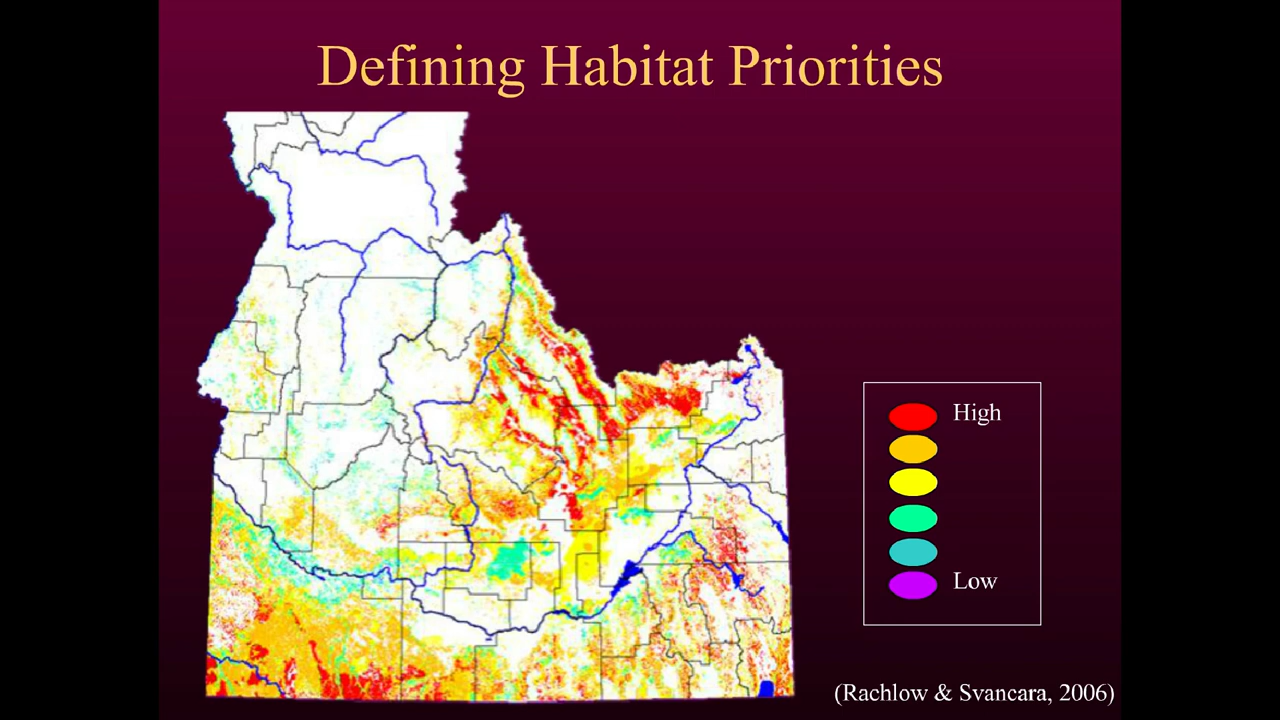 Defining Habitat Priorities
High
Low
(Rachlow & Svancara, 2006)